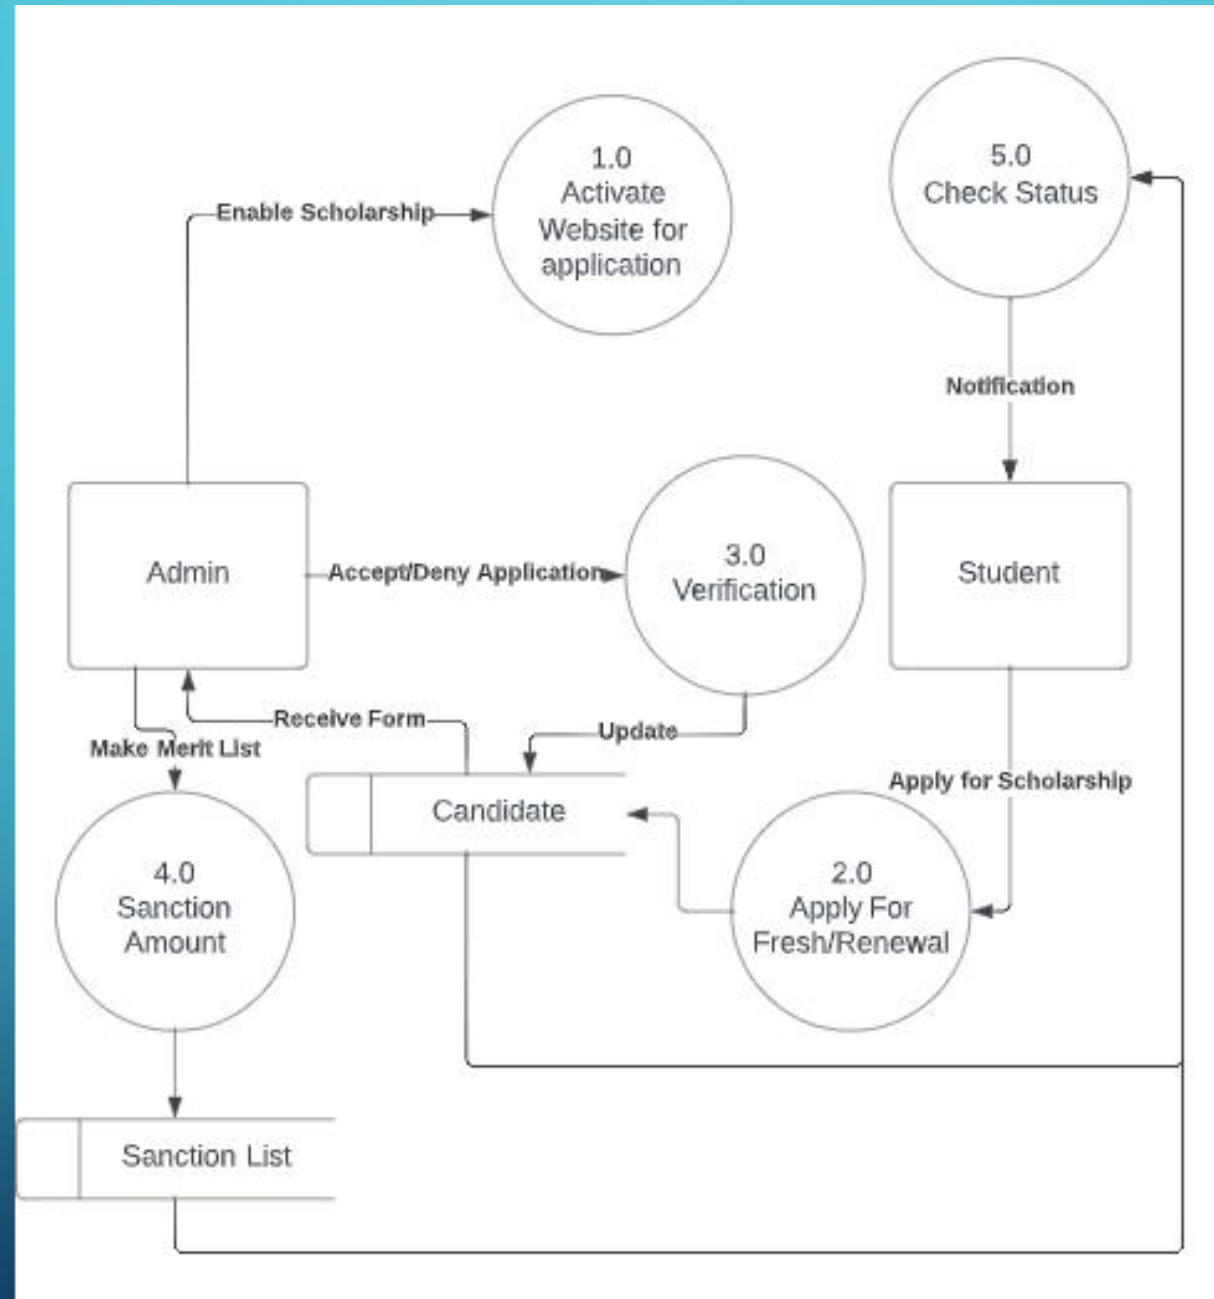 1.0
Activate
Website for
application
5.0
Check Status
Enable Scholarship
Notification
Admin
Accept/Deny Application
3.0
Verification
Student
Receive Form
Update
Make Merit List
Apply for Scholarship
Candidate
4.0
Sanction
Amount
2.0
Apply For
Fresh/Renewal
Sanction List